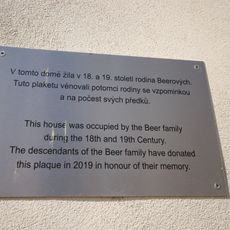 V tomto domě žila v 18. a 19. století rodina Beerových.
Tuto plaketu věnovali potomci rodiny se vzpomínkou
a na počest svých předků.
This house was occupied by the Beer family
during the 18th and 19th Century.
The descendants of the Beer family have donated
this plaque in 2019 in honour of their memory.